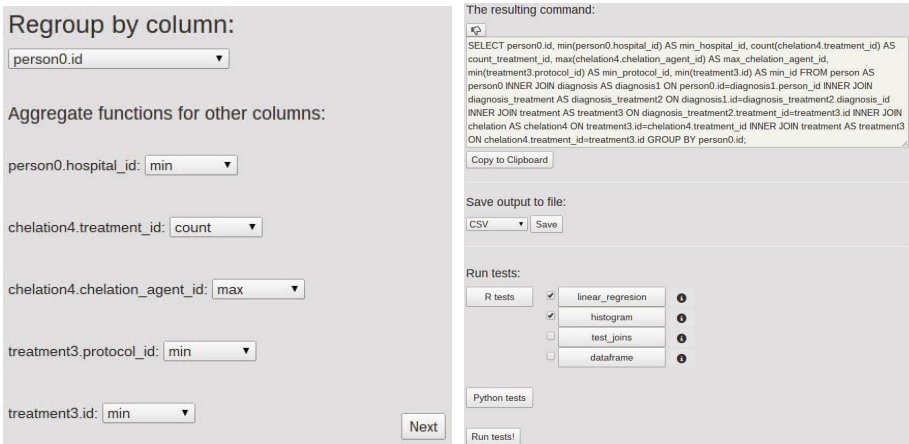 Regroup by column:
person0.id
Aggregate functions for other columns:
person0.hospital_id: min
chelation4.treatment_id: count
chelation4.chelation_agent_id: max
treatment3.protocol_id: min
treatment3.id: min
Next
The resulting command:
SELECT person0.id, min(person0.hospital_id) AS min_hospital_id, count(chelation4.treatment_id) AS
count_treatment_id, max(chelation4.chelation_agent_id) AS max_chelation_agent_id,
min(treatment3.protocol_id) AS min_protocol_id, min(treatment3.id) AS min_id FROM person AS
person0 INNER JOIN diagnosis AS diagnosis1 ON person0.id=diagnosis1.person_id INNER JOIN
diagnosis_treatment AS diagnosis_treatment2 ON diagnosis1.id=diagnosis_treatment2.diagnosis_id
INNER JOIN treatment AS treatment3 ON diagnosis_treatment2.treatment_id=treatment3.id INNER JOIN
chelation AS chelation4 ON treatment3.id=chelation4.treatment_id INNER JOIN treatment AS treatment3
ON chelation4.treatment_id=treatment3.id GROUP BY person0.id;
Copy to Clipboard
Save output to file:
CSV Save
Run tests:
R tests linear_regresion
histogram
test_joins
dataframe
Python tests
Run tests!